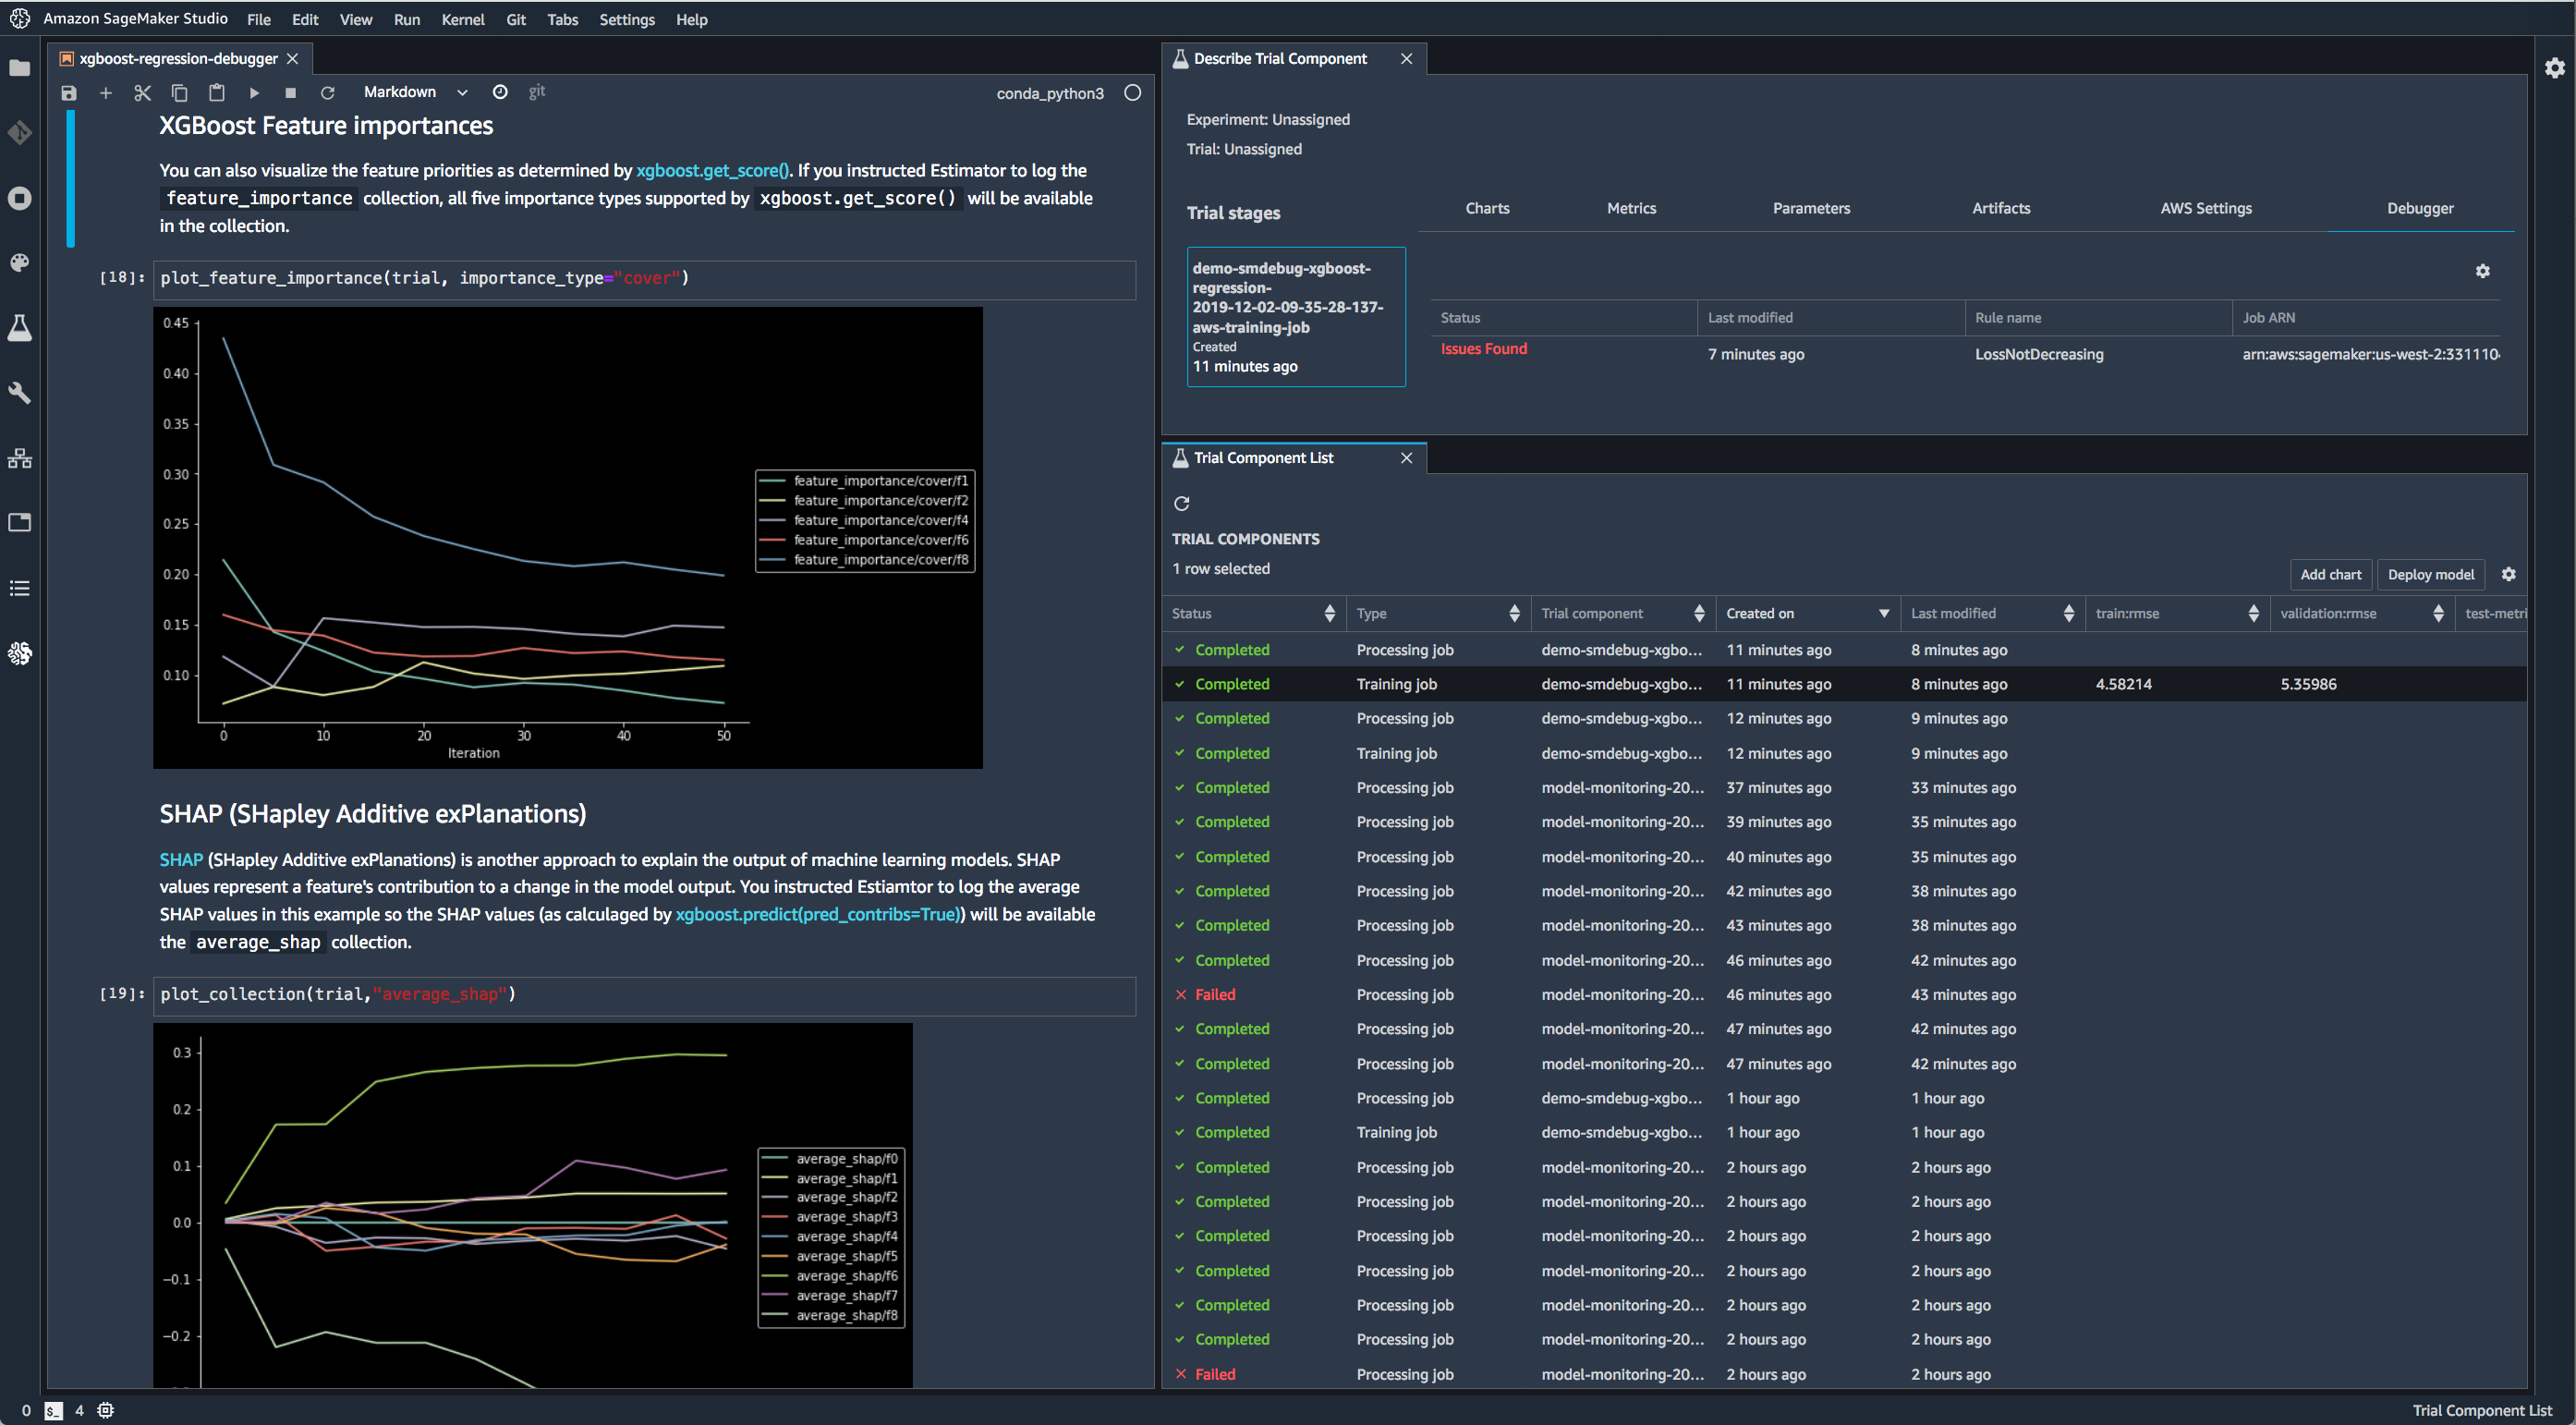 Amazon SageMaker Studio File Edit View Run Kernel Git Tabs Settings Help
xgboost-regression-debugger
Markdown git conda_python3
XGBoost Feature importances
You can also visualize the feature priorities as determined by xgboost.get_score(). If you instructed Estimator to log the
feature_importance collection, all five importance types supported by xgboost.get_score() will be available
in the collection.
[18]: plot_feature_importance(trial, importance_type="cover")
0.45
0.40
0.35
0.30
0.25
0.20
0.15
0.10
0 10 20 30 40 50
Iteration
feature_importance/cover/f1
feature_importance/cover/f2
feature_importance/cover/f4
feature_importance/cover/f6
feature_importance/cover/f8
SHAP (SHapley Additive exPlanations)
SHAP (SHapley Additive exPlanations) is another approach to explain the output of machine learning models. SHAP
values represent a feature's contribution to a change in the model output. You instructed Estiamtor to log the average
SHAP values in this example so the SHAP values (as calculaged by xgboost.predict(pred_contribs=True)) will be available
the average_shap collection.
[19]: plot_collection(trial,"average_shap")
0.3
0.2
0.1
0.0
−0.1
−0.2
average_shap/f0
average_shap/f1
average_shap/f2
average_shap/f3
average_shap/f4
average_shap/f5
average_shap/f6
average_shap/f7
average_shap/f8
Describe Trial Component
Experiment: Unassigned
Trial: Unassigned
Trial stages
Charts Metrics Parameters Artifacts AWS Settings Debugger
demo-smdebug-xgboost-
regression-
2019-12-02-09-35-28-137-
aws-training-job
Created
11 minutes ago
Status Last modified Rule name Job ARN
Issues Found 7 minutes ago LossNotDecreasing arn:aws:sagemaker:us-west-2:331110
Trial Component List
TRIAL COMPONENTS
1 row selected
Add chart Deploy model
Status Type Trial component Created on Last modified train:rmse validation:rmse test-metri
Completed Processing job demo-smdebug-xgbo... 11 minutes ago 8 minutes ago
Completed Training job demo-smdebug-xgbo... 11 minutes ago 8 minutes ago 4.58214 5.35986
Completed Processing job demo-smdebug-xgbo... 12 minutes ago 9 minutes ago
Completed Training job demo-smdebug-xgbo... 12 minutes ago 9 minutes ago
Completed Processing job model-monitoring-20... 37 minutes ago 33 minutes ago
Completed Processing job model-monitoring-20... 39 minutes ago 35 minutes ago
Completed Processing job model-monitoring-20... 40 minutes ago 35 minutes ago
Completed Processing job model-monitoring-20... 42 minutes ago 38 minutes ago
Completed Processing job model-monitoring-20... 43 minutes ago 38 minutes ago
Completed Processing job model-monitoring-20... 46 minutes ago 42 minutes ago
Failed Processing job model-monitoring-20... 46 minutes ago 43 minutes ago
Completed Processing job model-monitoring-20... 47 minutes ago 42 minutes ago
Completed Processing job model-monitoring-20... 47 minutes ago 42 minutes ago
Completed Processing job demo-smdebug-xgbo... 1 hour ago 1 hour ago
Completed Training job demo-smdebug-xgbo... 1 hour ago 1 hour ago
Completed Processing job model-monitoring-20... 2 hours ago 2 hours ago
Completed Processing job model-monitoring-20... 2 hours ago 2 hours ago
Completed Processing job model-monitoring-20... 2 hours ago 2 hours ago
Completed Processing job model-monitoring-20... 2 hours ago 2 hours ago
Completed Processing job model-monitoring-20... 2 hours ago 2 hours ago
Completed Processing job model-monitoring-20... 2 hours ago 2 hours ago
Failed Processing job model-monitoring-20... 2 hours ago 2 hours ago
0 $_ 4 Trial Component List